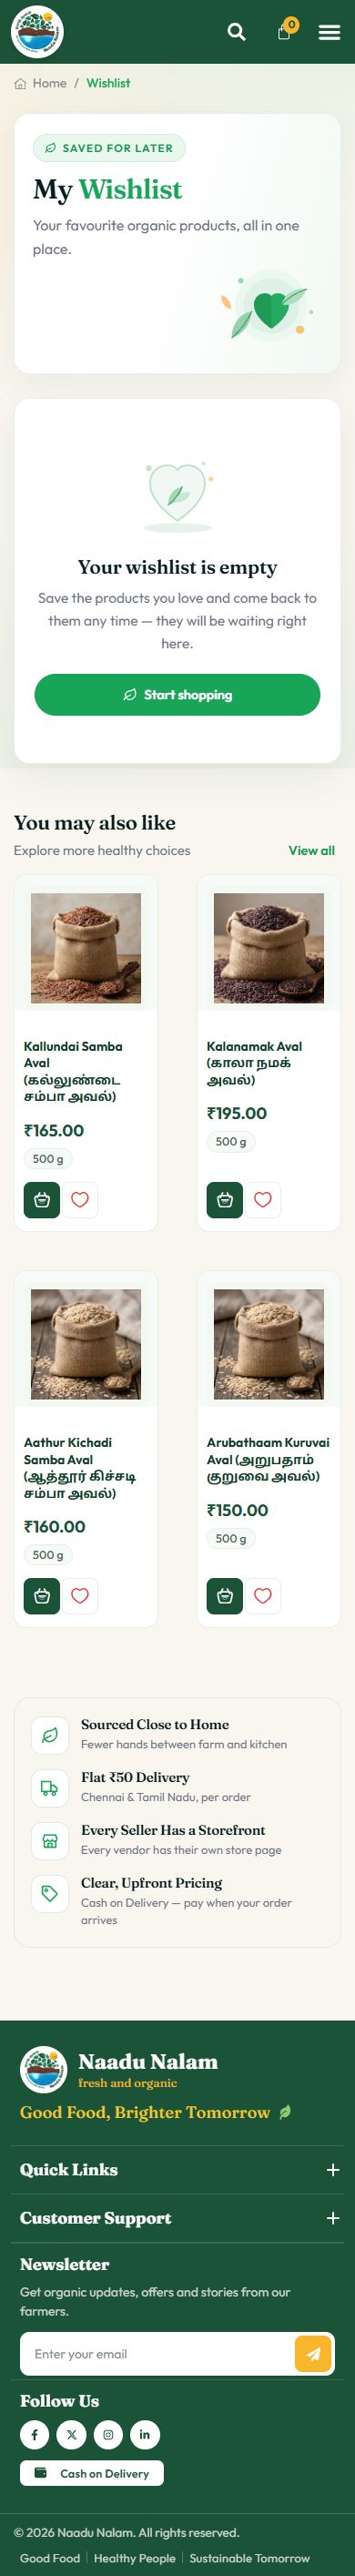 0
Home / Wishlist
SAVED FOR LATER
My Wishlist
Your favourite organic products, all in one
place.
Your wishlist is empty
Save the products you love and come back to
them any time — they will be waiting right
here.
Start shopping
You may also like
Explore more healthy choices
View all
Kallundai Samba
Aval
(கல்லுண்டை
சம்பா அவல்)
₹165.00
500 g
Kalanamak Aval
(காலா நமக்
அவல்)
₹195.00
500 g
Aathur Kichadi
Samba Aval
(ஆத்தூர் கிச்சடி
சம்பா அவல்)
₹160.00
500 g
Arubathaam Kuruvai
Aval (அறுபதாம்
குறுவை அவல்)
₹150.00
500 g
Sourced Close to Home
Fewer hands between farm and kitchen
Flat ₹50 Delivery
Chennai & Tamil Nadu, per order
Every Seller Has a Storefront
Every vendor has their own store page
Clear, Upfront Pricing
Cash on Delivery — pay when your order
arrives
Naadu Nalam
fresh and organic
Good Food, Brighter Tomorrow
Quick Links
Customer Support
Newsletter
Get organic updates, offers and stories from our
farmers.
Enter your email
Follow Us
Cash on Delivery
© 2026 Naadu Nalam. All rights reserved.
Good Food | Healthy People | Sustainable Tomorrow